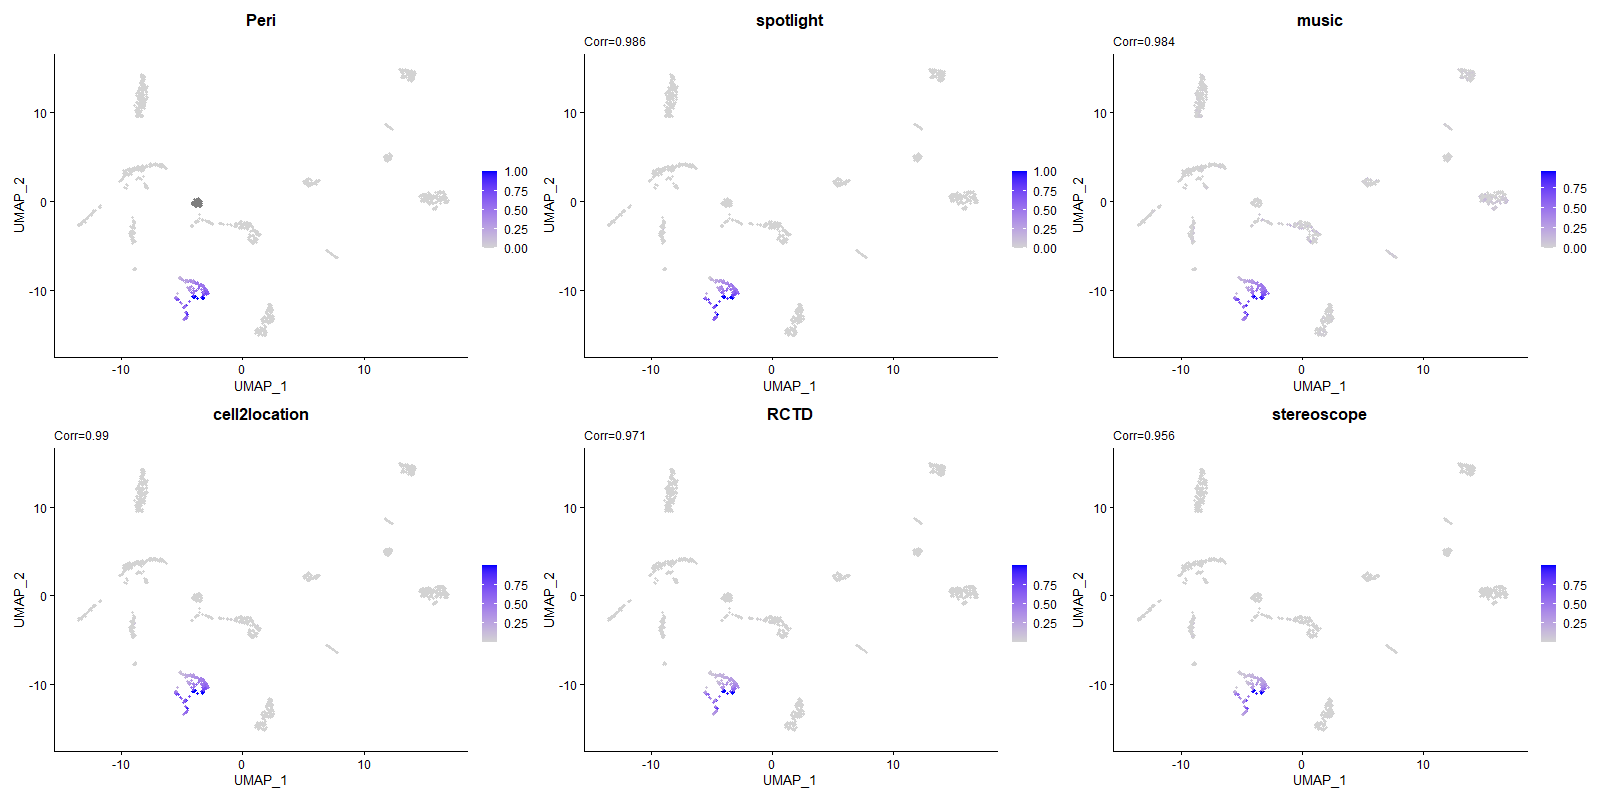 Peri
10
0
-10
UMAP_2
-10
0
10
UMAP_1
1.00
0.75
0.50
0.25
0.00
spotlight
Corr=0.986
10
0
-10
UMAP_2
-10
0
10
UMAP_1
1.00
0.75
0.50
0.25
0.00
music
Corr=0.984
10
0
-10
UMAP_2
-10
0
10
UMAP_1
0.75
0.50
0.25
0.00
cell2location
Corr=0.99
10
0
-10
UMAP_2
-10
0
10
UMAP_1
0.75
0.50
0.25
RCTD
Corr=0.971
10
0
-10
UMAP_2
-10
0
10
UMAP_1
0.75
0.50
0.25
stereoscope
Corr=0.956
10
0
-10
UMAP_2
-10
0
10
UMAP_1
0.75
0.50
0.25